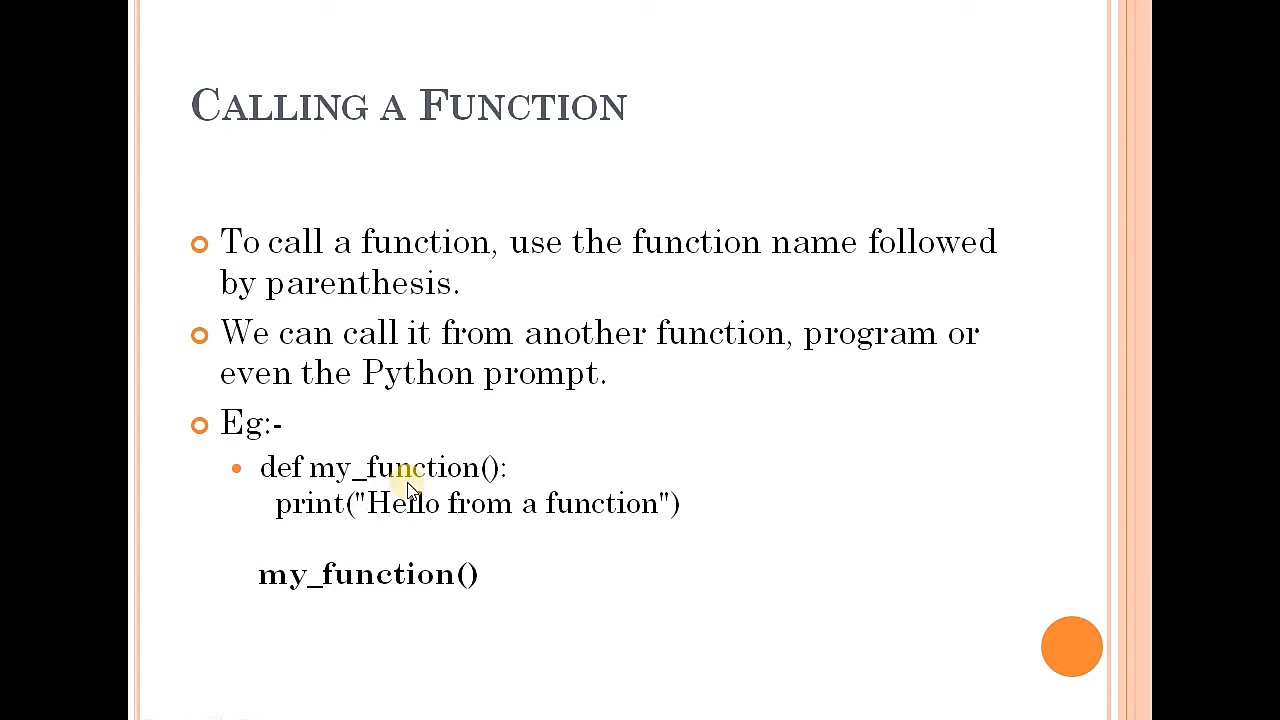 CALLING A FUNCTION
To call a function, use the function name followed
by parenthesis.
We can call it from another function, program or
even the Python prompt.
Eg:-
def my_function():
print("Hello from a function")
my_function()